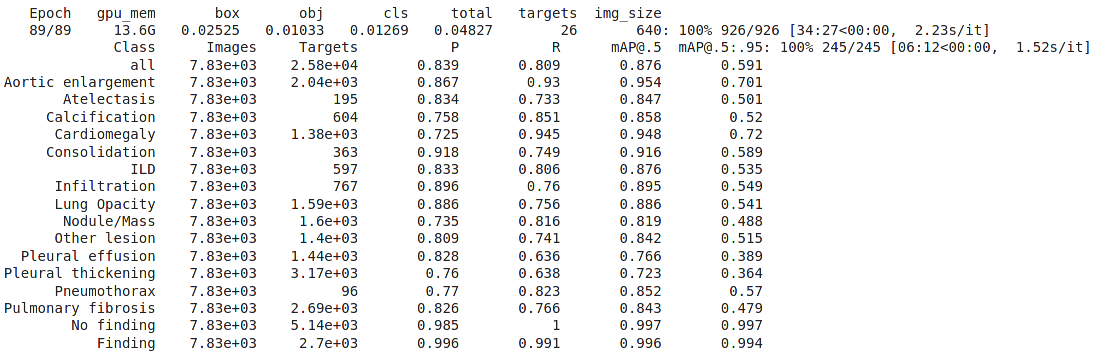 Epoch gpu_mem box obj cls total targets img_size
89/89 13.6G 0.02525 0.01033 0.01269 0.04827 26 640: 100% 926/926 [34:27<00:00, 2.23s/it]
Class Images Targets P R mAP@.5 mAP@.5:.95: 100% 245/245 [06:12<00:00, 1.52s/it]
all 7.83e+03 2.58e+04 0.839 0.809 0.876 0.591
Aortic enlargement 7.83e+03 2.04e+03 0.867 0.93 0.954 0.701
Atelectasis 7.83e+03 195 0.834 0.733 0.847 0.501
Calcification 7.83e+03 604 0.758 0.851 0.858 0.52
Cardiomegaly 7.83e+03 1.38e+03 0.725 0.945 0.948 0.72
Consolidation 7.83e+03 363 0.918 0.749 0.916 0.589
ILD 7.83e+03 597 0.833 0.806 0.876 0.535
Infiltration 7.83e+03 767 0.896 0.76 0.895 0.549
Lung Opacity 7.83e+03 1.59e+03 0.886 0.756 0.886 0.541
Nodule/Mass 7.83e+03 1.6e+03 0.735 0.816 0.819 0.488
Other lesion 7.83e+03 1.4e+03 0.809 0.741 0.842 0.515
Pleural effusion 7.83e+03 1.44e+03 0.828 0.636 0.766 0.389
Pleural thickening 7.83e+03 3.17e+03 0.76 0.638 0.723 0.364
Pneumothorax 7.83e+03 96 0.77 0.823 0.852 0.57
Pulmonary fibrosis 7.83e+03 2.69e+03 0.826 0.766 0.843 0.479
No finding 7.83e+03 5.14e+03 0.985 1 0.997 0.997
Finding 7.83e+03 2.7e+03 0.996 0.991 0.996 0.994